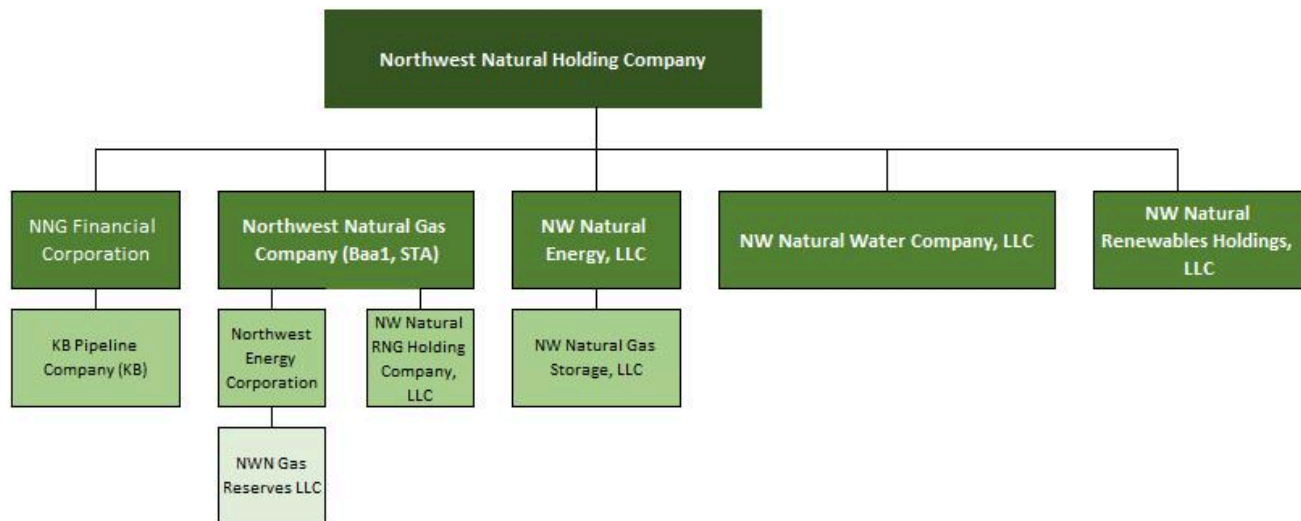 Northwest Natural Holding Company
NNG Financial
Corporation
Northwest Natural Gas
Company (Baa1, STA)
NW Natural
Energy, LLC
NW Natural Water Company, LLC
NW Natural
Renewables Holdings,
LLC
KB Pipeline
Company (KB)
Northwest
Energy
Corporation
NW Natural
RNG Holding
Company,
LLC
NW Natural Gas
Storage, LLC
NWN Gas
Reserves LLC